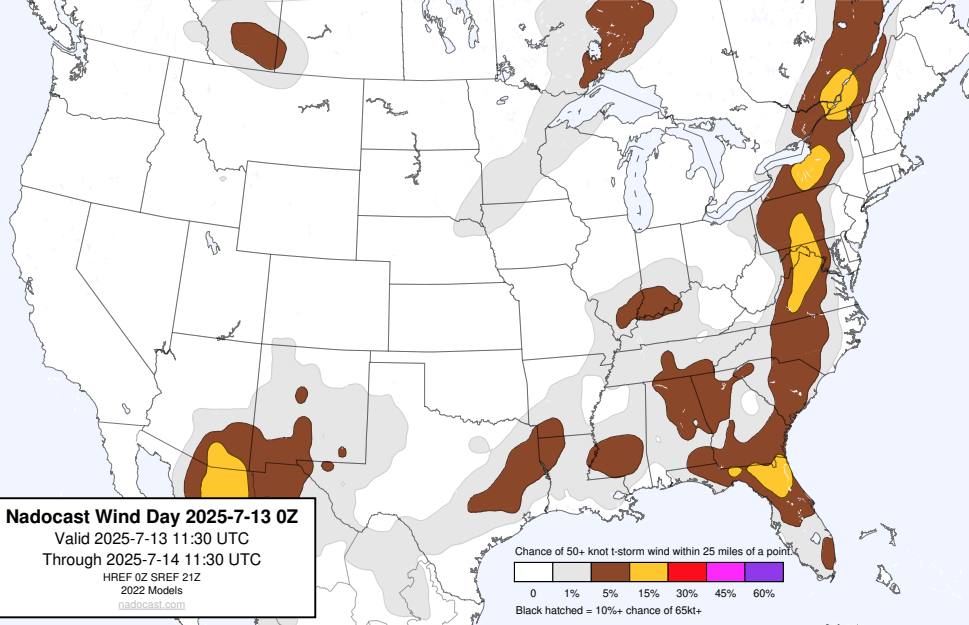 Nadocast Wind Day 2025-7-13 0Z
Valid 2025-7-13 11:30 UTC
Through 2025-7-14 11:30 UTC
HREF 0Z SREF 21Z
2022 Models
nadocast.com
Chance of 50+ knot t-storm wind within 25 miles of a point.
0 1% 5% 15% 30% 45% 60%
Black hatched = 10%+ chance of 65kt+